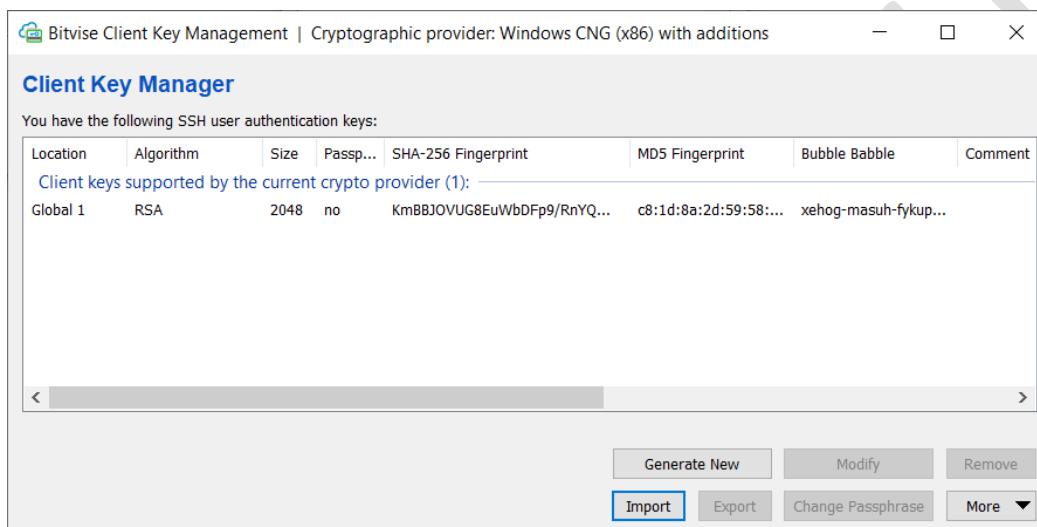 Bitvise Client Key Management | Cryptographic provider: Windows CNG (x86) with additions
Client Key Manager
You have the following SSH user authentication keys:
Location Algorithm Size Passp... SHA-256 Fingerprint MD5 Fingerprint Bubble Babble Comment
Client keys supported by the current crypto provider (1):
Global 1 RSA 2048 no KmBBJOVUG8EuWbDFp9/RnYQ... c8:1d:8a:2d:59:58:... xehog-masuh-fykup...
Generate New Modify Remove
Import Export Change Passphrase More